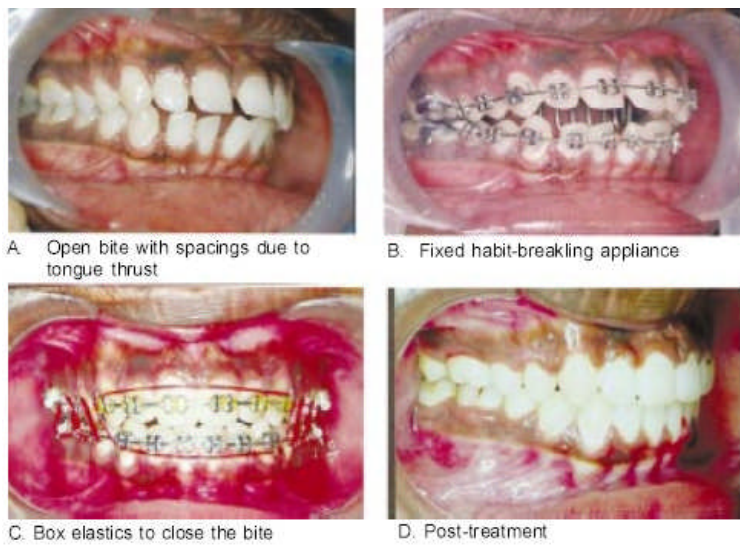 A. Open bite with spacings due to
tongue thrust
B. Fixed habit-breakling appliance
C. Box elastics to close the bite
D. Post-treatment